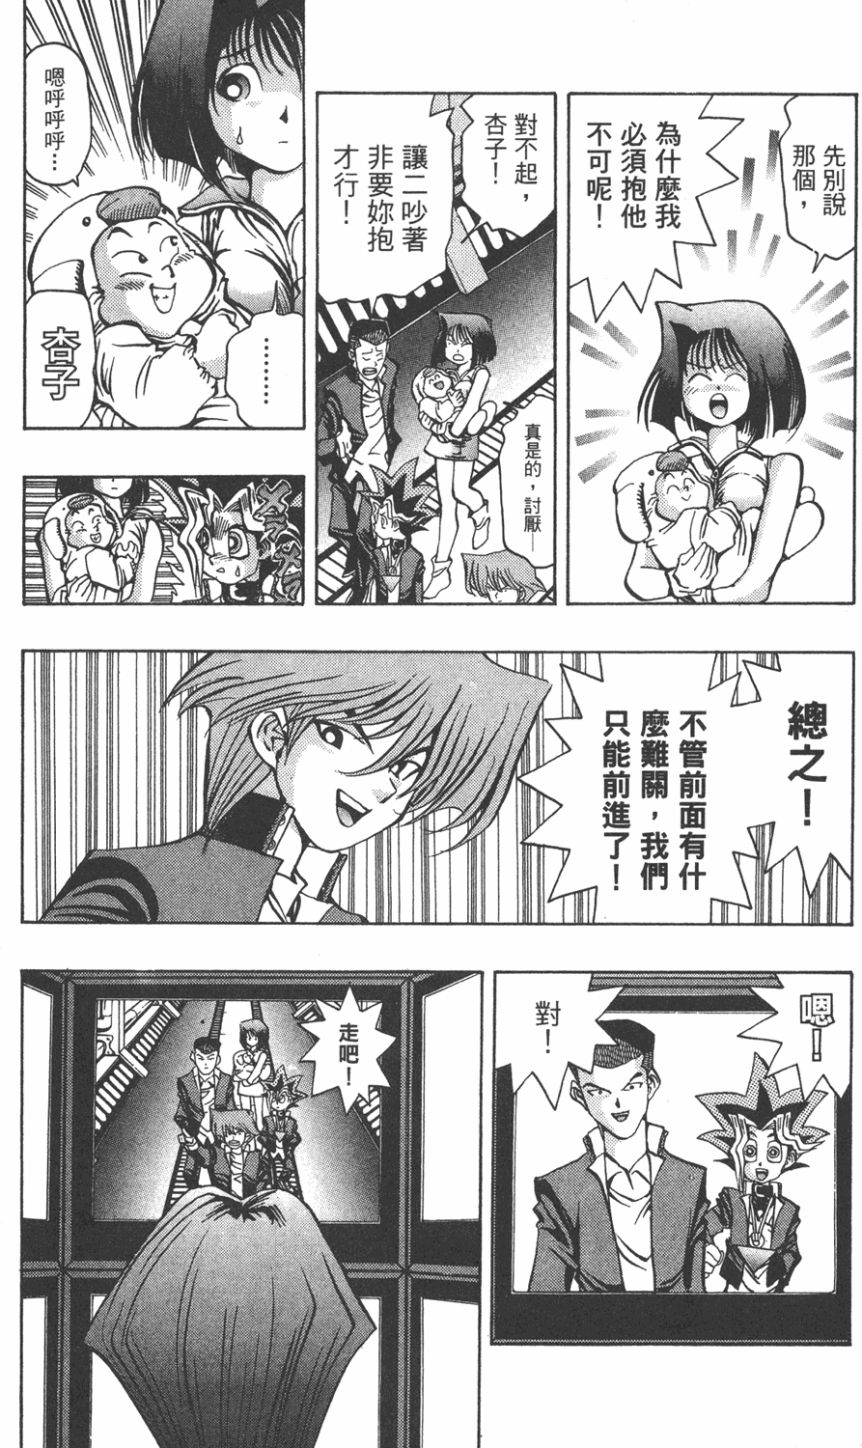 先別說
那個，
為什麼我
必須抱他
不可呢！
對不起，
杏子！
讓二吵著
非要妳抱
才行！
真是的，討厭—
嗯呼呼呼…
………
杏子
總之！
不管前面有什
麼難關，我們
只能前進了！
嗯！
對！
走吧！